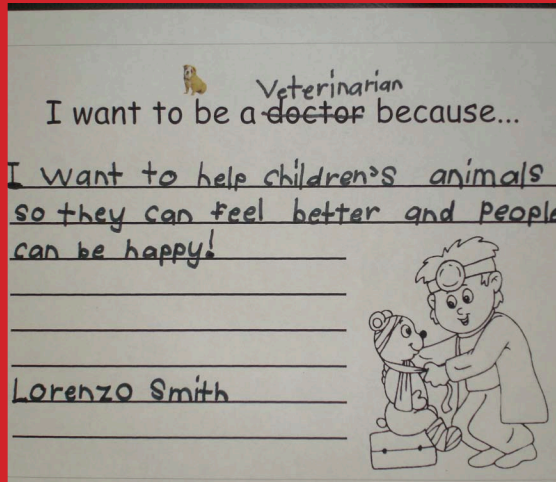 Veterinarian
I want to be a doctor because...
I want to help children's animals
so they can feel better and people
can be happy!
Lorenzo Smith